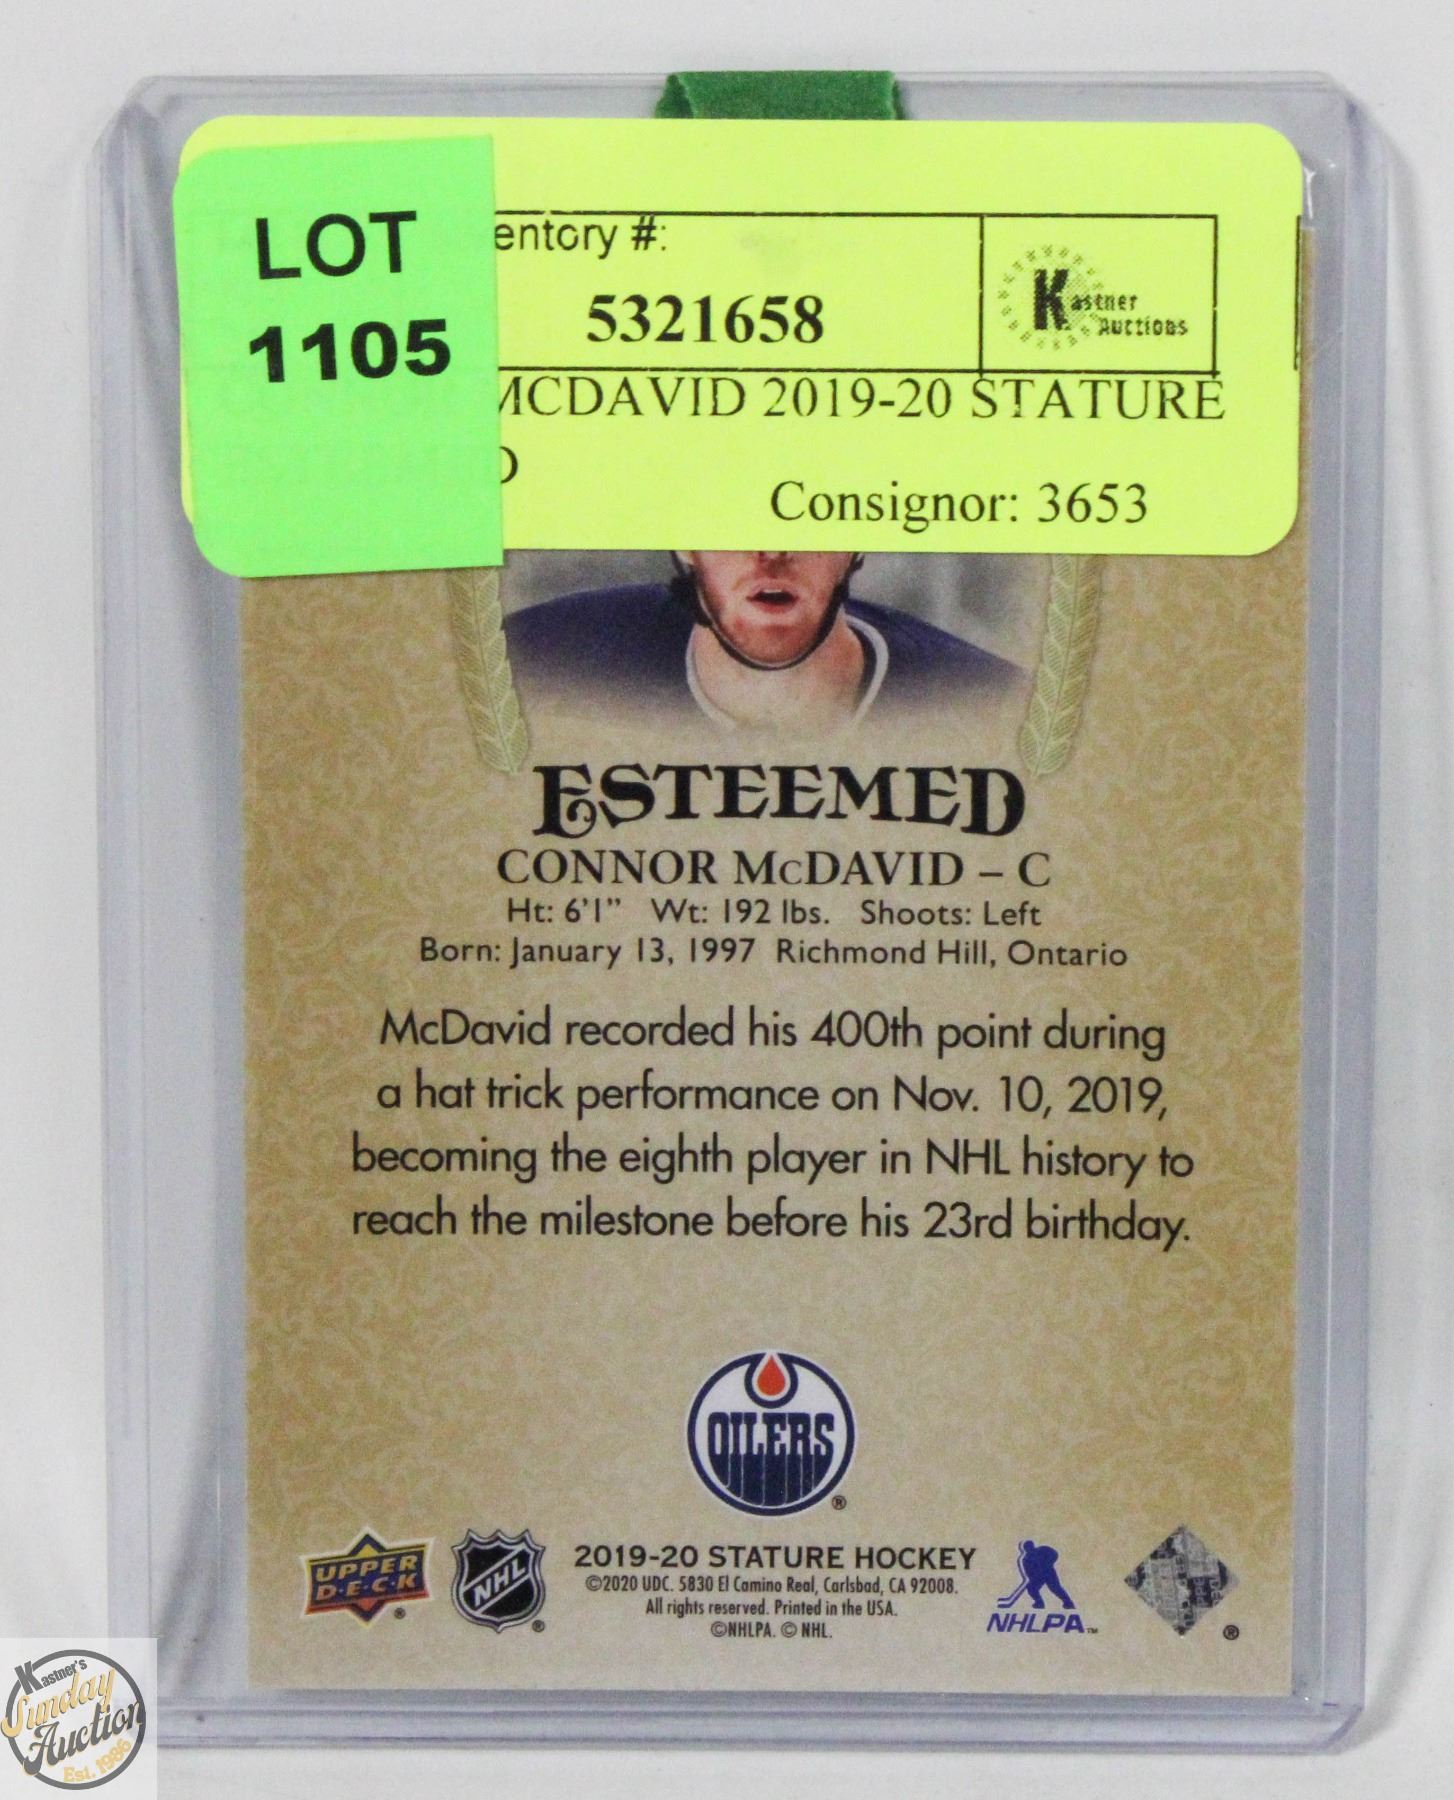 LOT
1105
entory #:
5321658
Kastner
Auctions
MCDAVID 2019-20 STATURE
Consignor: 3653
ESTEEMED
CONNOR McDAVID – C
Ht: 6'1" Wt: 192 lbs. Shoots: Left
Born: January 13, 1997 Richmond Hill, Ontario
McDavid recorded his 400th point during
a hat trick performance on Nov. 10, 2019,
becoming the eighth player in NHL history to
reach the milestone before his 23rd birthday.
OILERS
®
UPPER
D•E•C•K
®
NHL
®
2019-20 STATURE HOCKEY
©2020 UDC. 5830 El Camino Real, Carlsbad, CA 92008.
All rights reserved. Printed in the USA.
©NHLPA. © NHL.
NHLPA™
®
Kastner's
Sunday
Auction
Est. 1986